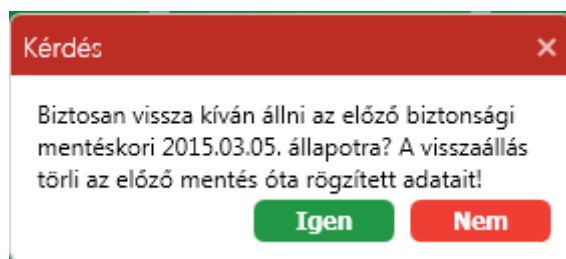 Kérdés
Biztosan vissza kíván állni az előző biztonsági
mentéskori 2015.03.05. állapotra? A visszaállás
törli az előző mentés óta rögzített adatait!
Igen Nem